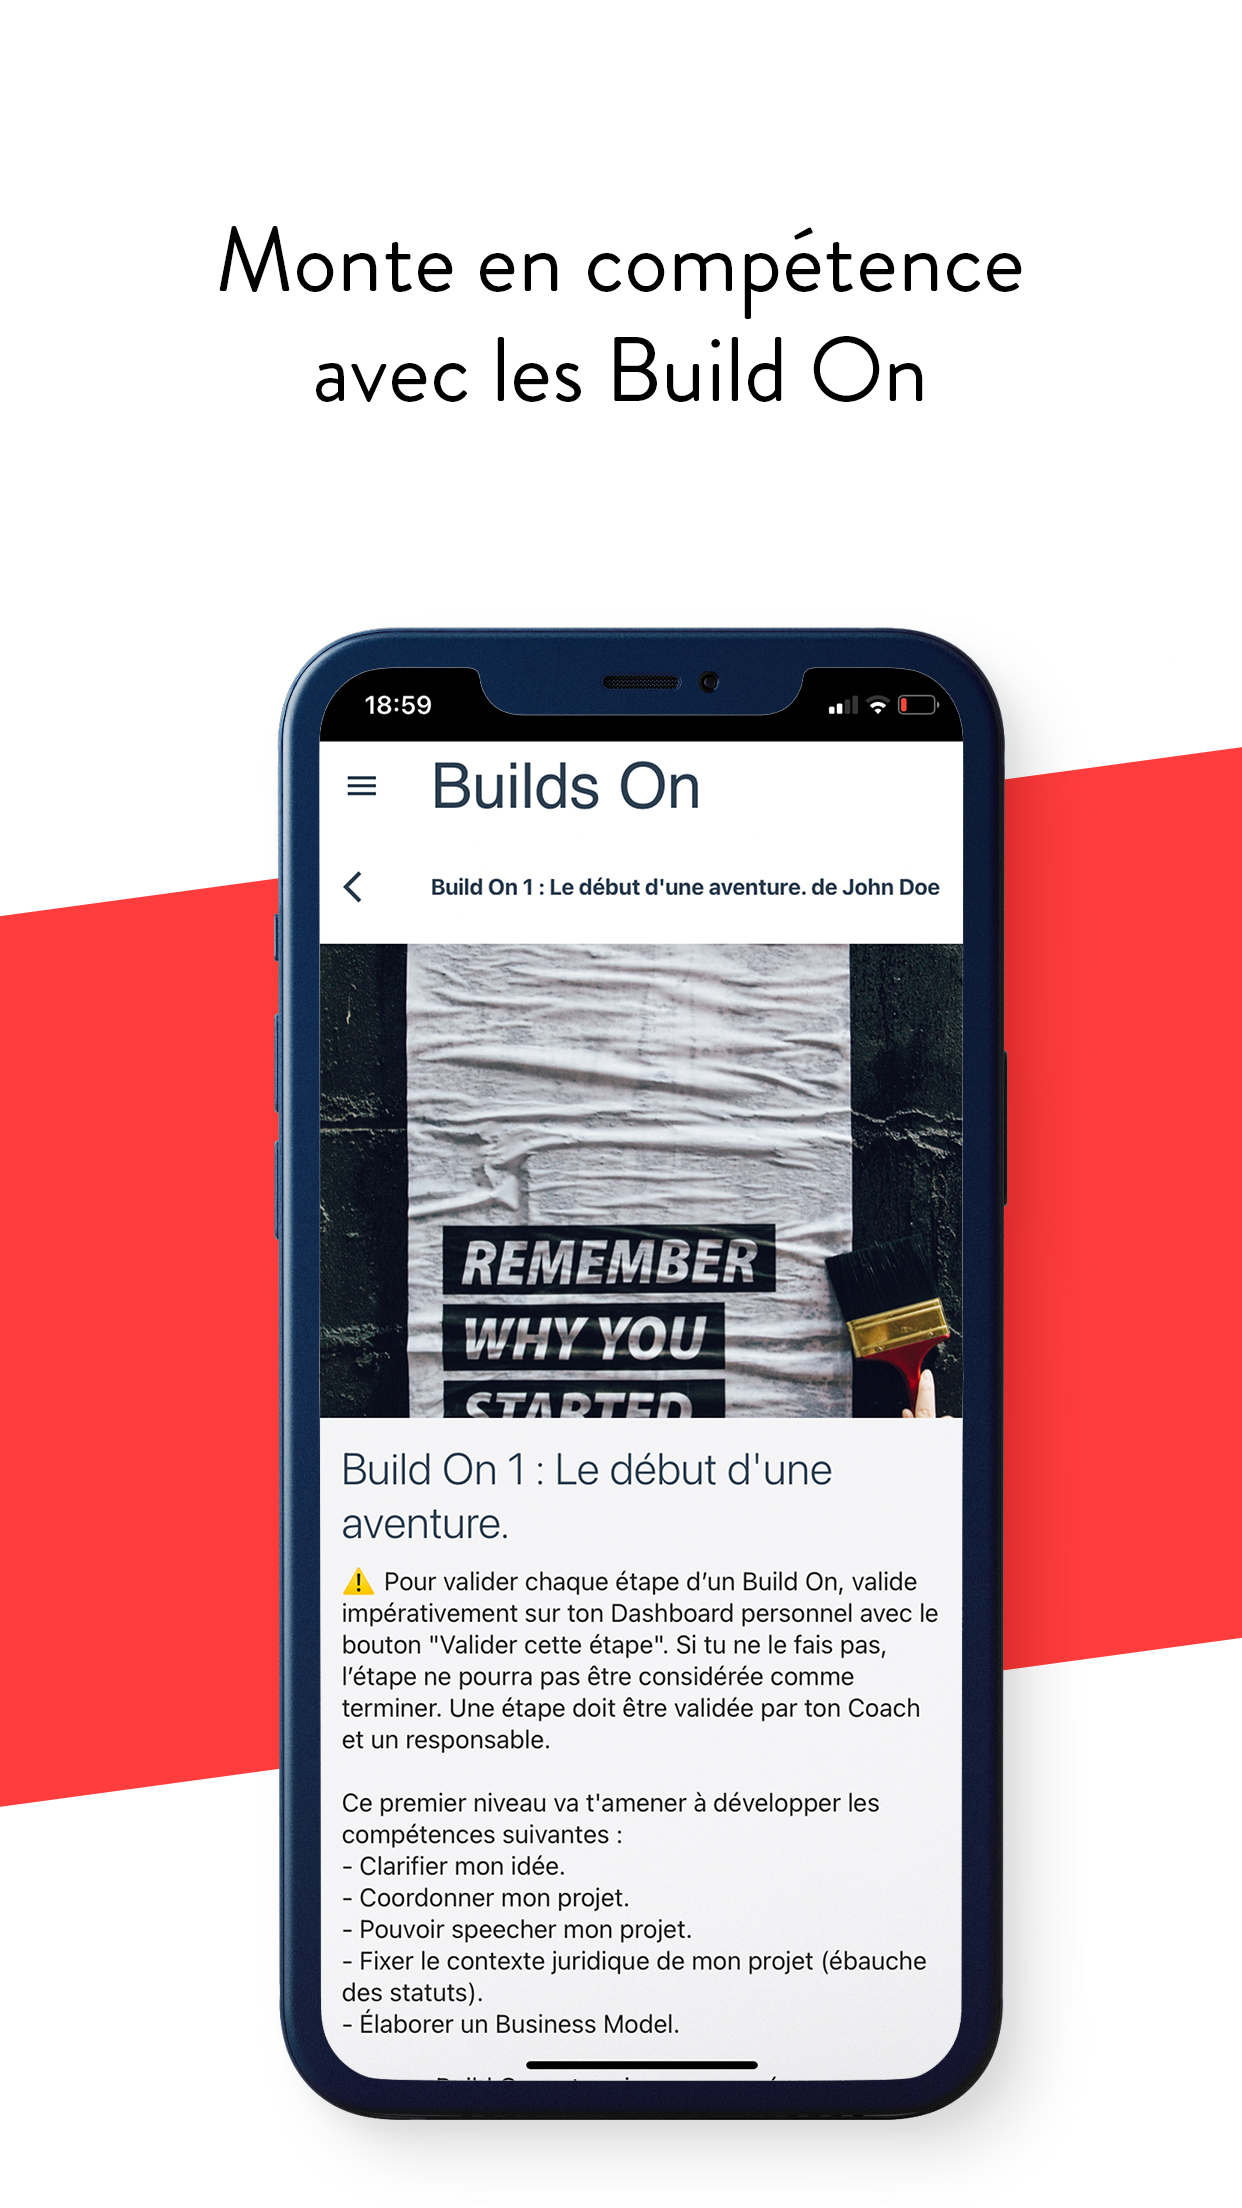 Monte en compétence
avec les Build On
18:59
Builds On
Build On 1 : Le début d'une aventure. de John Doe
REMEMBER
WHY YOU
STARTED
Build On 1 : Le début d'une
aventure.
⚠️ Pour valider chaque étape d’un Build On, valide
impérativement sur ton Dashboard personnel avec le
bouton "Valider cette étape". Si tu ne le fais pas,
l’étape ne pourra pas être considérée comme
terminer. Une étape doit être validée par ton Coach
et un responsable.
Ce premier niveau va t'amener à développer les
compétences suivantes :
- Clarifier mon idée.
- Coordonner mon projet.
- Pouvoir speecher mon projet.
- Fixer le contexte juridique de mon projet (ébauche
des statuts).
- Élaborer un Business Model.